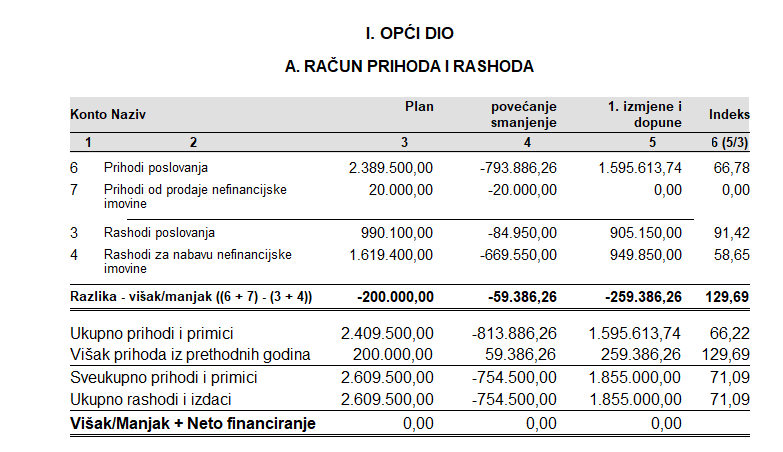 I. OPĆI DIO
A. RAČUN PRIHODA I RASHODA
Konto Naziv Plan povećanje smanjenje 1. izmjene i dopune Indeks
1 2 3 4 5 6 (5/3)
6 Prihodi poslovanja 2.389.500,00 -793.886,26 1.595.613,74 66,78
7 Prihodi od prodaje nefinancijske 20.000,00 -20.000,00 0,00 0,00
imovine
3 Rashodi poslovanja 990.100,00 -84.950,00 905.150,00 91,42
4 Rashodi za nabavu nefinancijske 1.619.400,00 -669.550,00 949.850,00 58,65
imovine
Razlika - višak/manjak ((6 + 7) - (3 + 4)) -200.000,00 -59.386,26 -259.386,26 129,69
Ukupno prihodi i primici 2.409.500,00 -813.886,26 1.595.613,74 66,22
Višak prihoda iz prethodnih godina 200.000,00 59.386,26 259.386,26 129,69
Sveukupno prihodi i primici 2.609.500,00 -754.500,00 1.855.000,00 71,09
Ukupno rashodi i izdaci 2.609.500,00 -754.500,00 1.855.000,00 71,09
Višak/Manjak + Neto financiranje 0,00 0,00 0,00